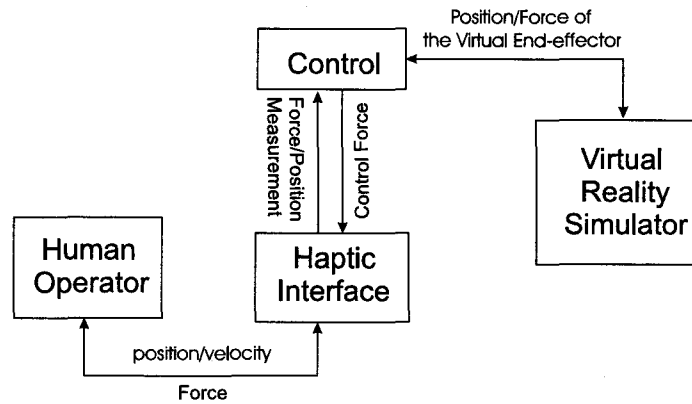 Position/Force of
the Virtual End-effector
Control
Force/Position
Measurement
Control Force
Virtual
Reality
Simulator
Human
Operator
Haptic
Interface
position/velocity
Force